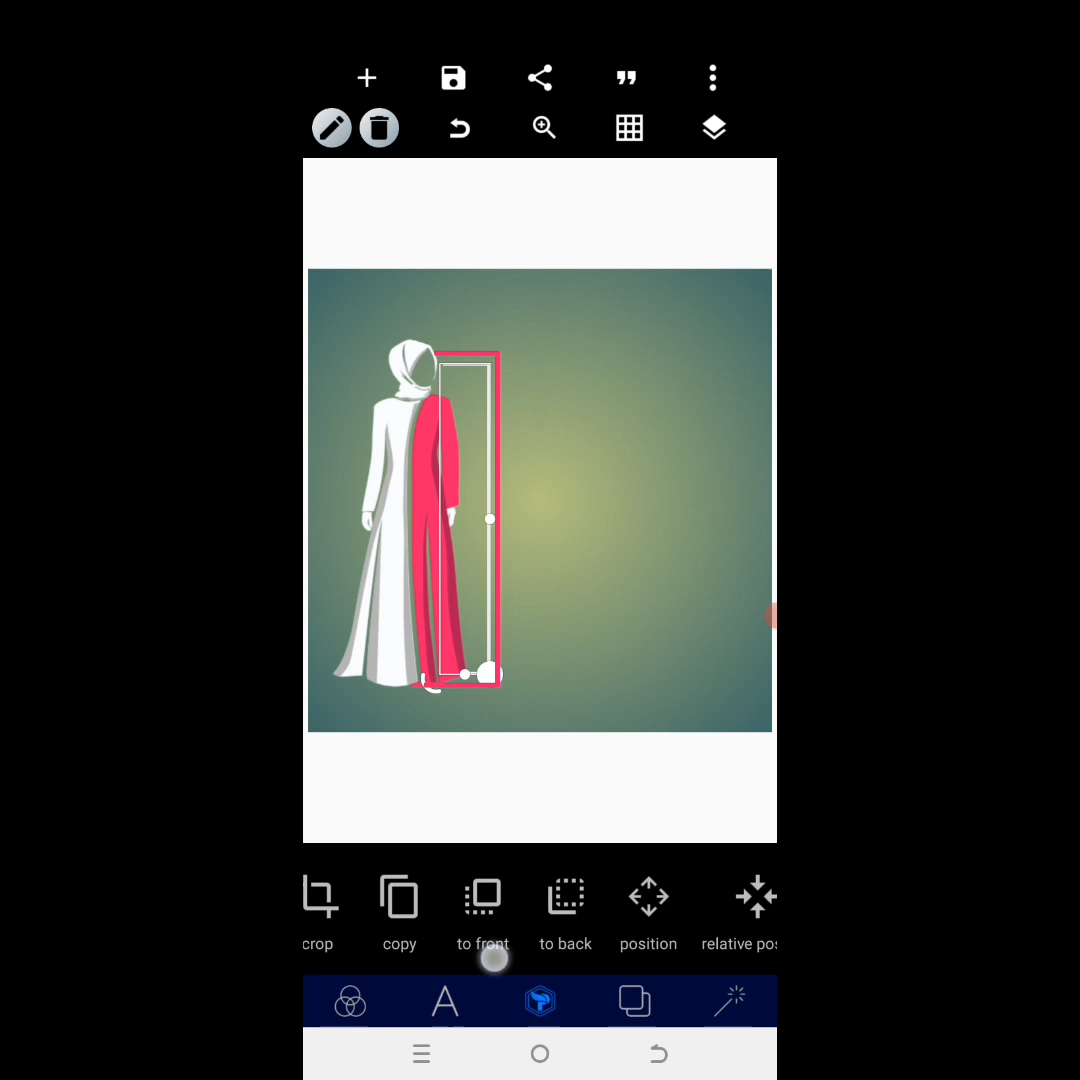 crop
copy
to front
to back
position
relative pos